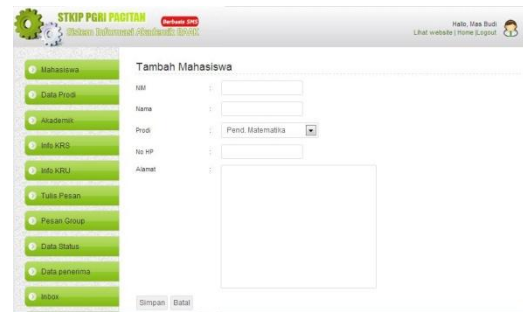 STKIP PGRI PACITAN Berbasis SMS
Sistem Informasi Akademik BAAK
Hallo, Mas Budi
Lihat website | Home |Logout
Mahasiswa
Data Prodi
Akademik
Info KRS
Info KRU
Tulis Pesan
Pesan Group
Data Status
Data penerima
Inbox
Tambah Mahasiswa
NIM :
Nama :
Prodi : Pend. Matematika
No HP :
Alamat :
Simpan Batal